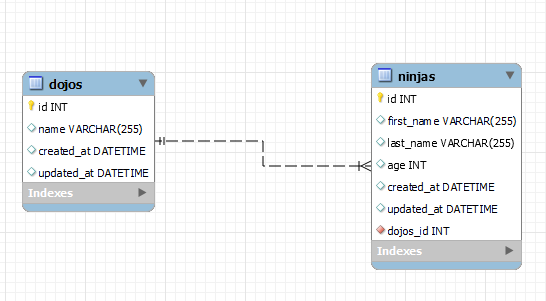 dojos
id INT
name VARCHAR(255)
created_at DATETIME
updated_at DATETIME
Indexes
ninjas
id INT
first_name VARCHAR(255)
last_name VARCHAR(255)
age INT
created_at DATETIME
updated_at DATETIME
dojos_id INT
Indexes